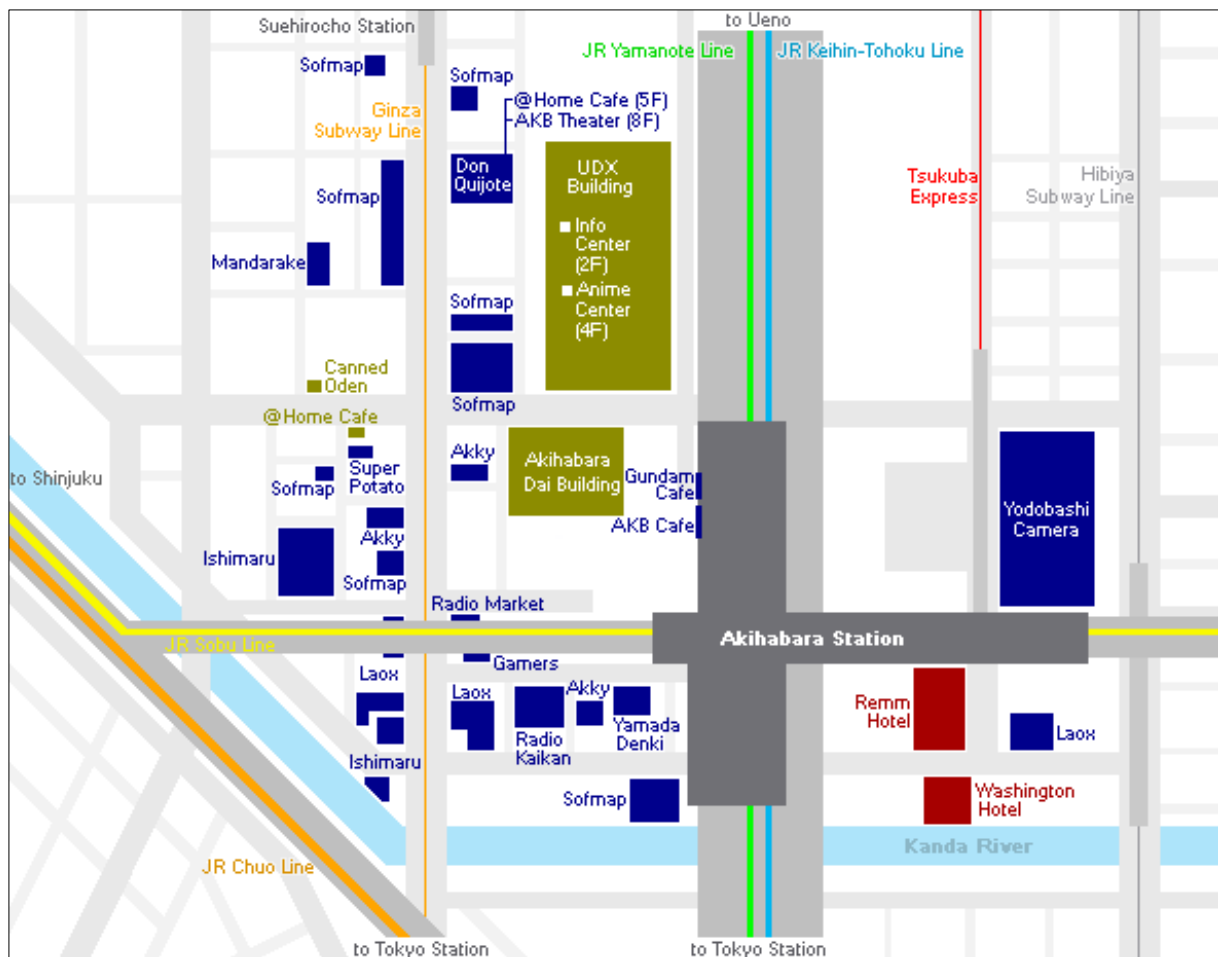 to Ueno
Suehirocho Station
JR Yamanote Line
JR Keihin-Tohoku Line
Sofmap
Sofmap
@Home Cafe (5F)
AKB Theater (8F)
Ginza
Subway Line
Don
Quijote
UDX
Building
Tsukuba
Express
Hibiya
Subway Line
Sofmap
Info
Center
(2F)
Mandarake
Anime
Center
(4F)
Sofmap
Canned
Oden
Sofmap
@Home Cafe
Akky
Akihabara
Dai Building
Gundam
Cafe
to Shinjuku
Super
Potato
Sofmap
AKB Cafe
Yodobashi
Camera
Akky
Ishimaru
Sofmap
Radio Market
JR Sobu Line
Akihabara Station
Gamers
Laox
Laox
Akky
Remm
Hotel
Yamada
Denki
Radio
Kaikan
Laox
Ishimaru
Sofmap
Washington
Hotel
Kanda River
JR Chuo Line
to Tokyo Station
to Tokyo Station